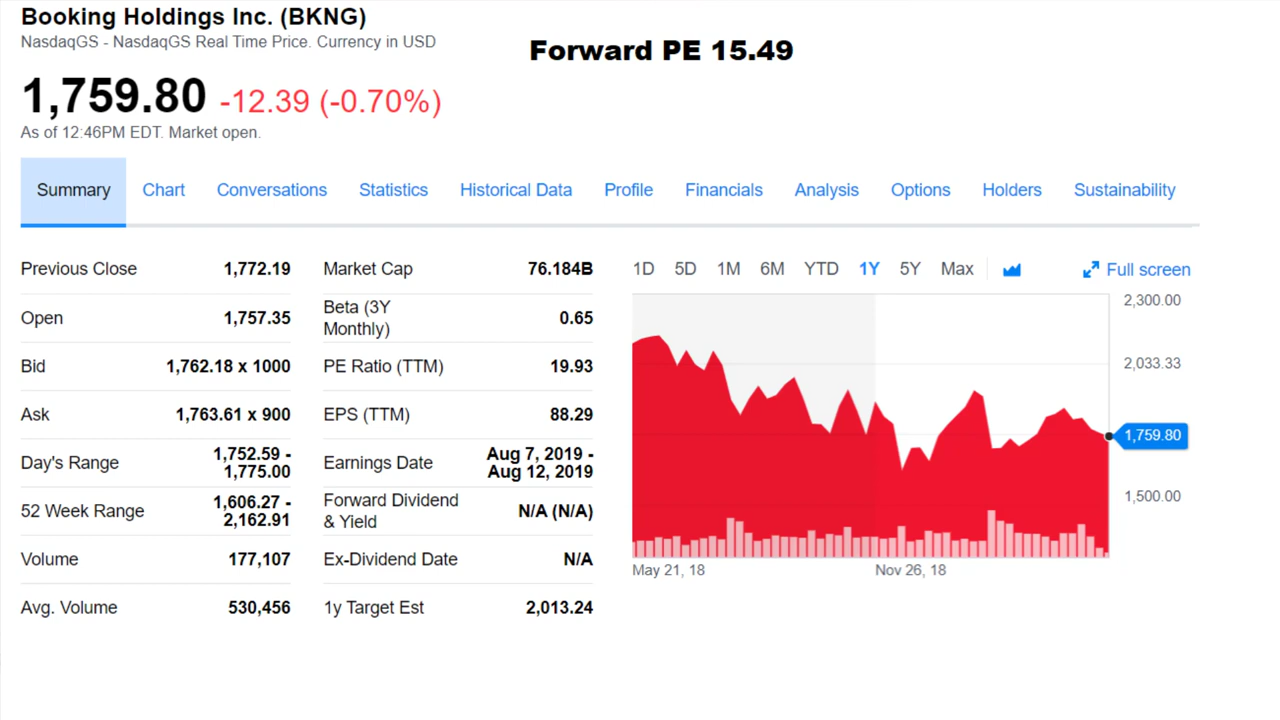 Booking Holdings Inc. (BKNG)
NasdaqGS - NasdaqGS Real Time Price. Currency in USD
Forward PE 15.49
1,759.80 -12.39 (-0.70%)
As of 12:46PM EDT. Market open.
Summary Chart Conversations Statistics Historical Data Profile Financials Analysis Options Holders Sustainability
Previous Close 1,772.19
Open 1,757.35
Bid 1,762.18 x 1000
Ask 1,763.61 x 900
Day's Range 1,752.59 -
1,775.00
52 Week Range 1,606.27 -
2,162.91
Volume 177,107
Avg. Volume 530,456
Market Cap 76.184B
Beta (3Y
Monthly) 0.65
PE Ratio (TTM) 19.93
EPS (TTM) 88.29
Earnings Date Aug 7, 2019 -
Aug 12, 2019
Forward Dividend
& Yield N/A (N/A)
Ex-Dividend Date N/A
1y Target Est 2,013.24
1D 5D 1M 6M YTD 1Y 5Y Max Full screen
2,300.00
2,033.33
1,759.80
1,500.00
May 21, 18 Nov 26, 18